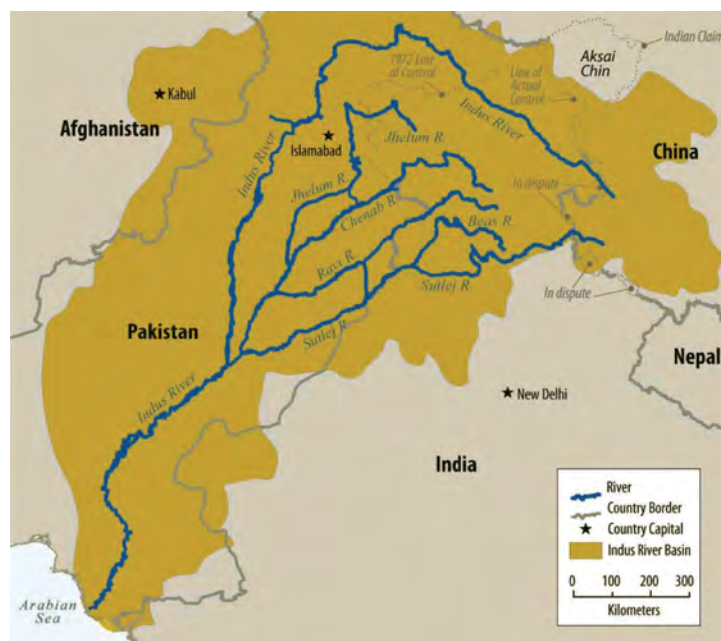 Indian Claim
Aksai
Chin
1972 Line
of Control
Line of
Actual
Control
Kabul
Afghanistan
Islamabad
Indus River
Indus River
Jhelum R.
China
Jhelum R.
Chenab R.
In dispute
Beas R.
Ravi R.
Sutlej R.
In dispute
Pakistan
Sutlej R.
Nepal
Indus River
New Delhi
India
River
Country Border
Country Capital
Indus River Basin
0 100 200 300
Kilometers
Arabian
Sea